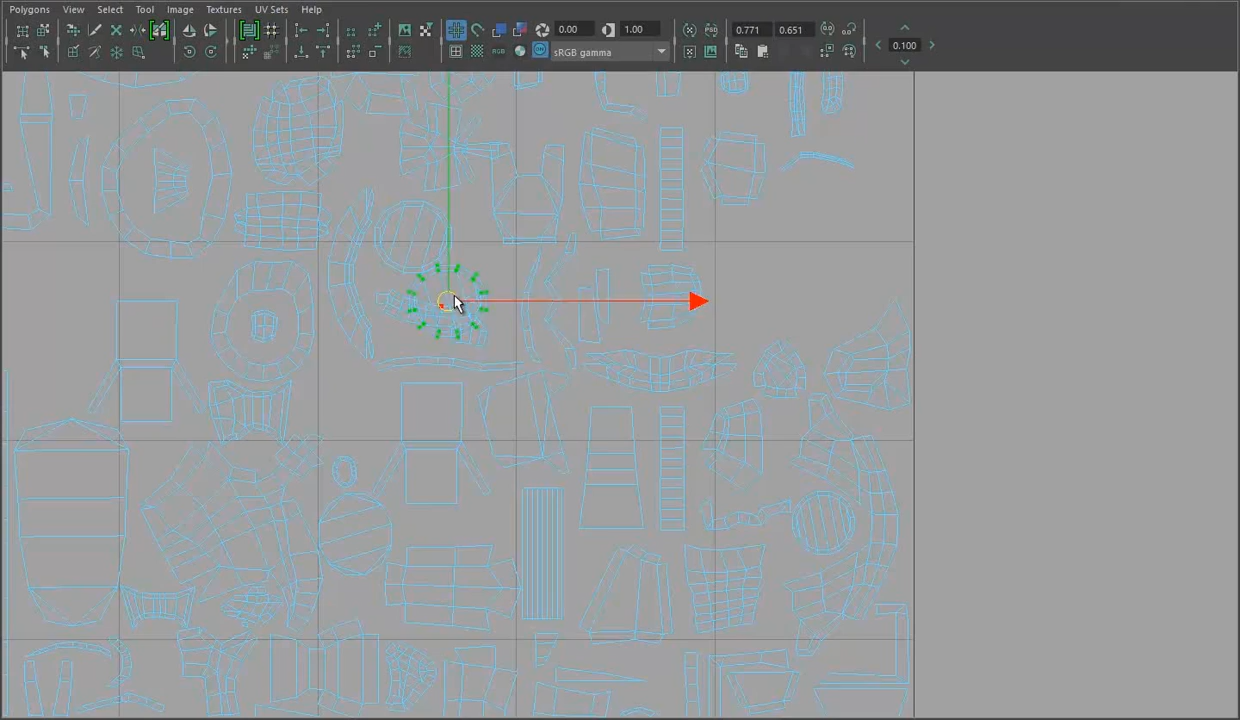 Polygons View Select Tool Image Textures UV Sets Help
0.00 1.00 0.771 0.651
RGB sRGB gamma 0.100